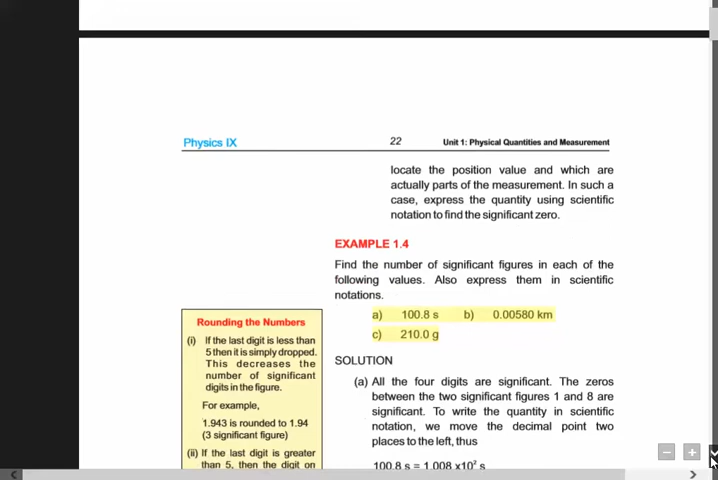 Physics IX
22
Unit 1: Physical Quantities and Measurement
locate the position value and which are
actually parts of the measurement. In such a
case, express the quantity using scientific
notation to find the significant zero.
EXAMPLE 1.4
Find the number of significant figures in each of the
following values. Also express them in scientific
notations.
a) 100.8 s b) 0.00580 km
c) 210.0 g
SOLUTION
(a) All the four digits are significant. The zeros
between the two significant figures 1 and 8 are
significant. To write the quantity in scientific
notation, we move the decimal point two
places to the left, thus
100.8 s = 1.008 x10² s
Rounding the Numbers
(i) If the last digit is less than
5 then it is simply dropped.
This decreases the
number of significant
digits in the figure.
For example,
1.943 is rounded to 1.94
(3 significant figure)
(ii) If the last digit is greater
than 5, then the digit on